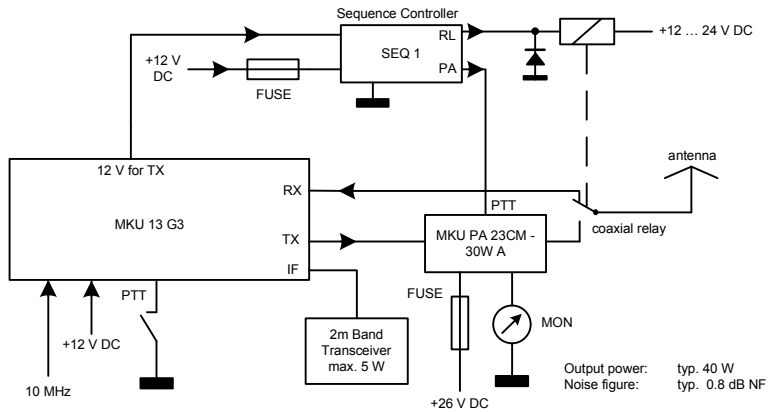 Sequence Controller
RL
SEQ 1
+12 … 24 V DC
+12 V
DC
PA
FUSE
12 V for TX
antenna
RX
PTT
MKU 13 G3
coaxial relay
TX
MKU PA 23CM -
30W A
IF
PTT
FUSE
MON
+12 V DC
2m Band
Transceiver
max. 5 W
10 MHz
+26 V DC
Output power: typ. 40 W
Noise figure: typ. 0.8 dB NF